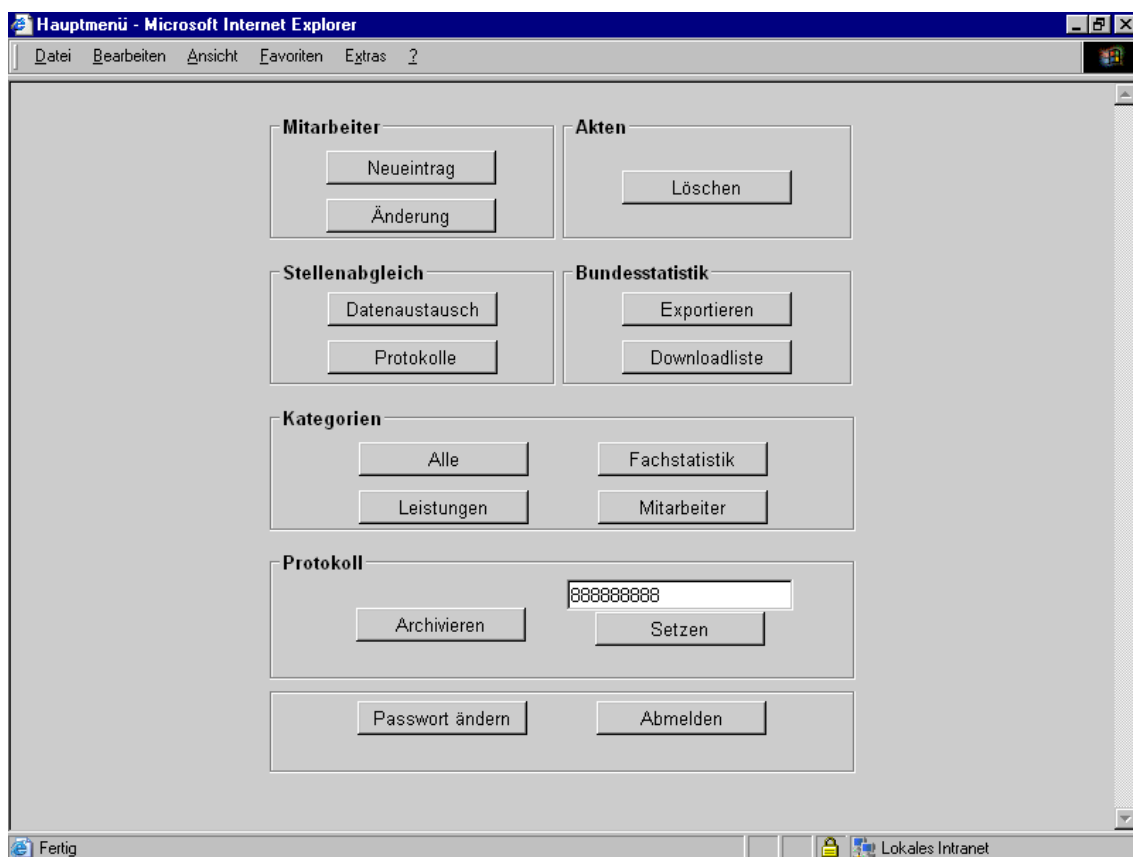 Hauptmenü - Microsoft Internet Explorer
Datei Bearbeiten Ansicht Favoriten Extras ?
Mitarbeiter
Neueintrag
Änderung
Akten
Löschen
Stellenabgleich
Datenaustausch
Protokolle
Bundesstatistik
Exportieren
Downloadliste
Kategorien
Alle Fachstatistik
Leistungen Mitarbeiter
Protokoll
888888888
Archivieren Setzen
Passwort ändern Abmelden
Fertig Lokales Intranet